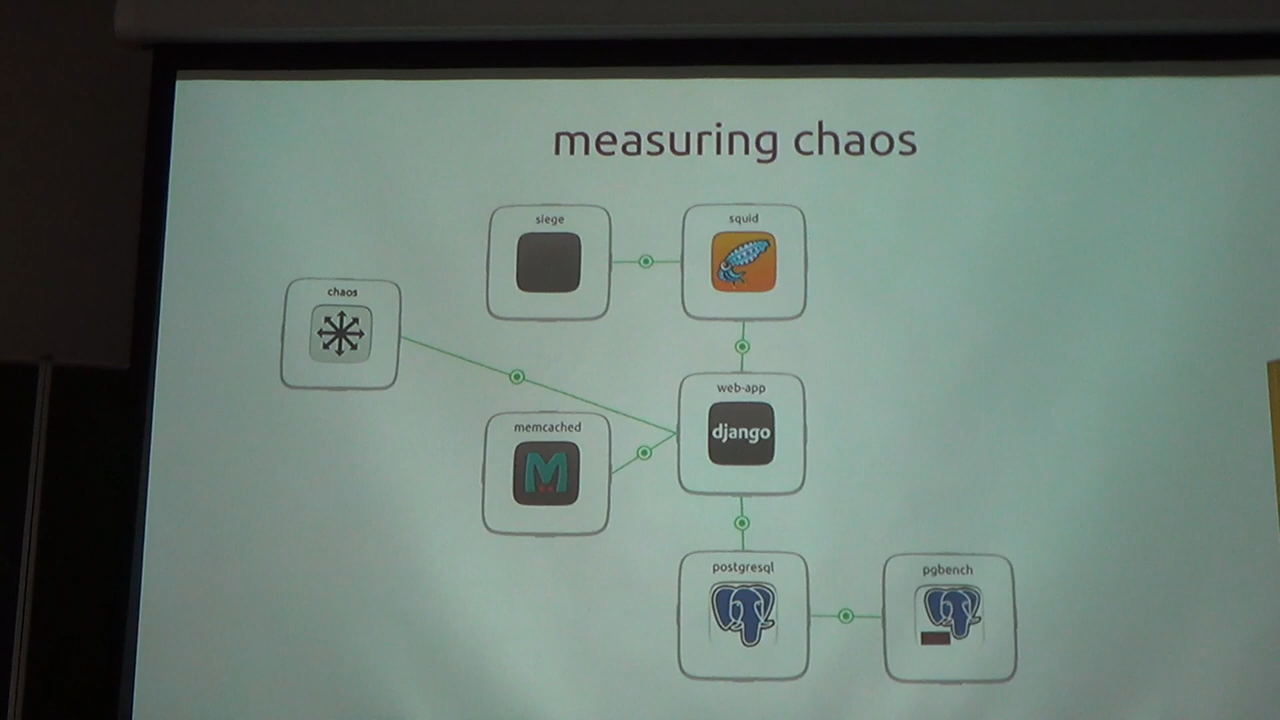 measuring chaos
siege
squid
chaos
web-app
django
memcached
M
postgresql
pgbench